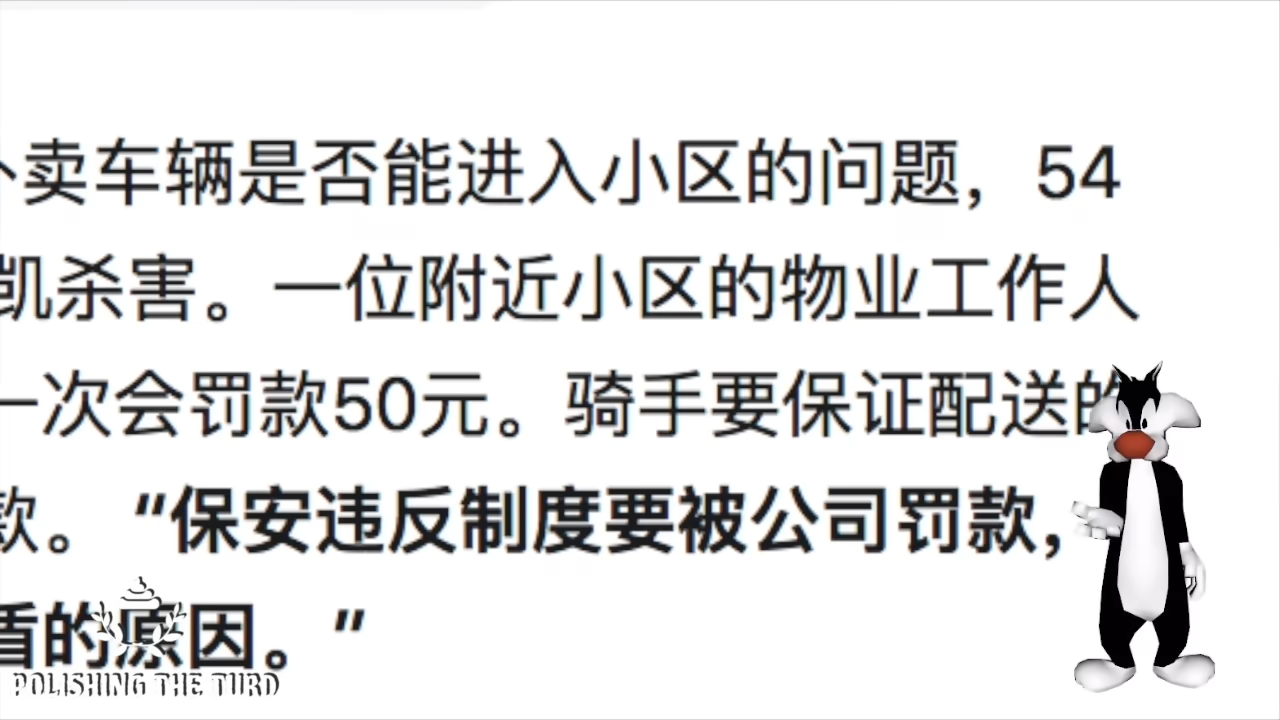 卖车辆是否能进入小区的问题，54
凯杀害。一位附近小区的物业工作人
一次会罚款50元。骑手要保证配送的
款。“保安违反制度要被公司罚款，
盾的原因。”
POLISHING THE TURD